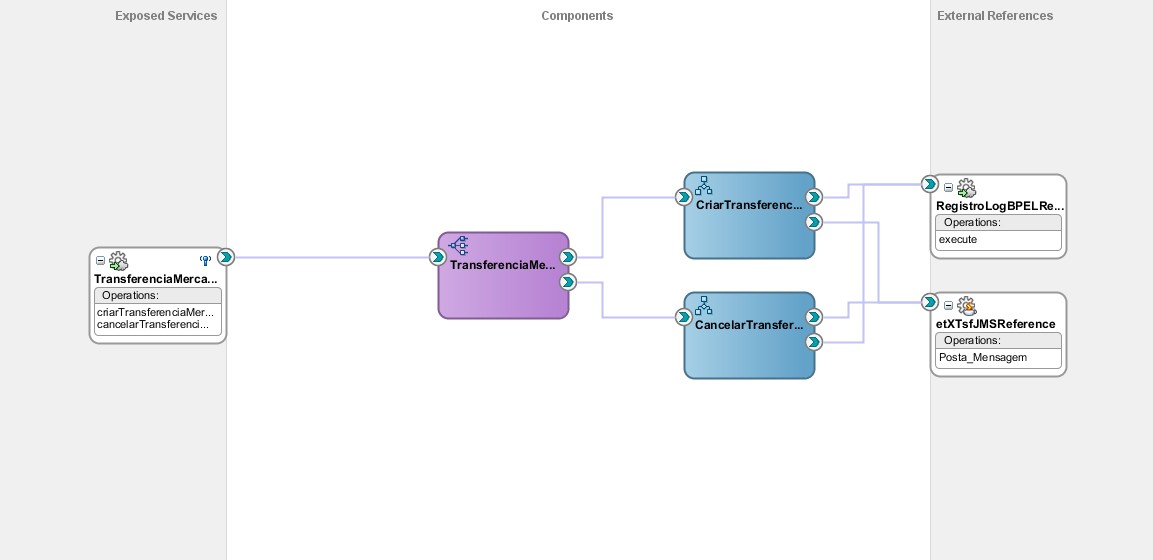 Exposed Services
Components
External References
TransferenciaMerca...
Operations:
criarTransferenciaMer...
cancelarTransferenci...
TransferenciaMe...
CriarTransferenc...
CancelarTransfer...
RegistroLogBPELRe...
Operations:
execute
etXTsfJMSReference
Operations:
Posta_Mensagem